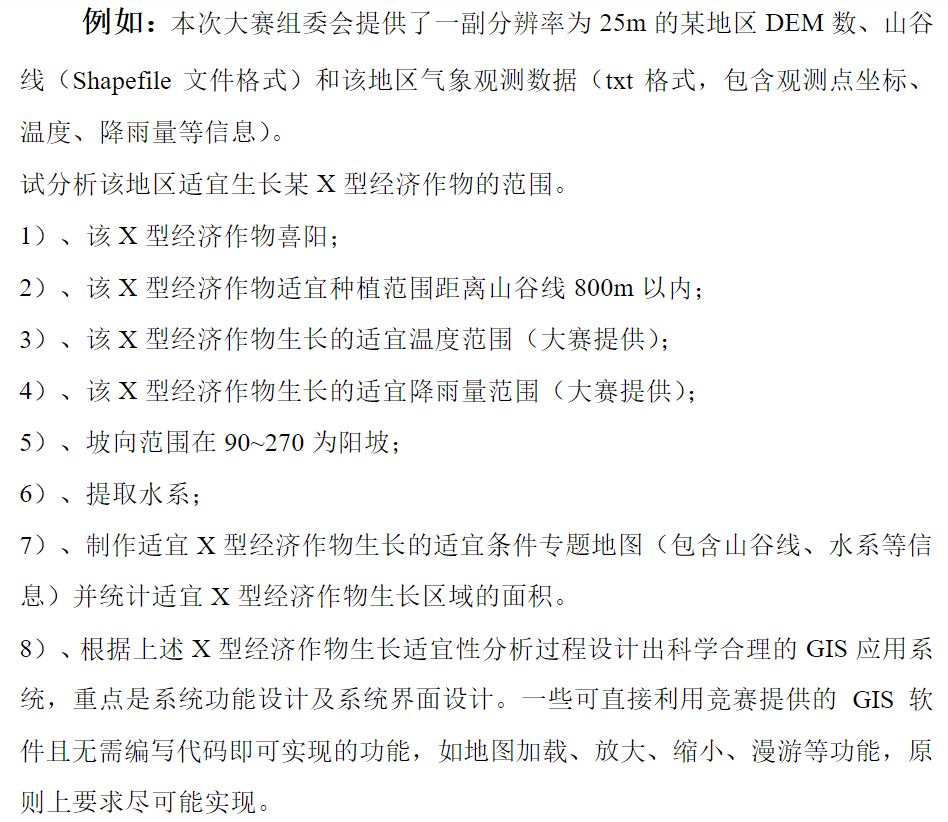 例如：本次大赛组委会提供了一副分辨率为 25m 的某地区 DEM 数、山谷
线（Shapefile 文件格式）和该地区气象观测数据（txt 格式，包含观测点坐标、
温度、降雨量等信息）。
试分析该地区适宜生长某 X 型经济作物的范围。
1）、该 X 型经济作物喜阳；
2）、该 X 型经济作物适宜种植范围距离山谷线 800m 以内；
3）、该 X 型经济作物生长的适宜温度范围（大赛提供）；
4）、该 X 型经济作物生长的适宜降雨量范围（大赛提供）；
5）、坡向范围在 90~270 为阳坡；
6）、提取水系；
7）、制作适宜 X 型经济作物生长的适宜条件专题地图（包含山谷线、水系等信
息）并统计适宜 X 型经济作物生长区域的面积。
8）、根据上述 X 型经济作物生长适宜性分析过程设计出科学合理的 GIS 应用系
统，重点是系统功能设计及系统界面设计。一些可直接利用竞赛提供的 GIS 软
件且无需编写代码即可实现的功能，如地图加载、放大、缩小、漫游等功能，原
则上要求尽可能实现。